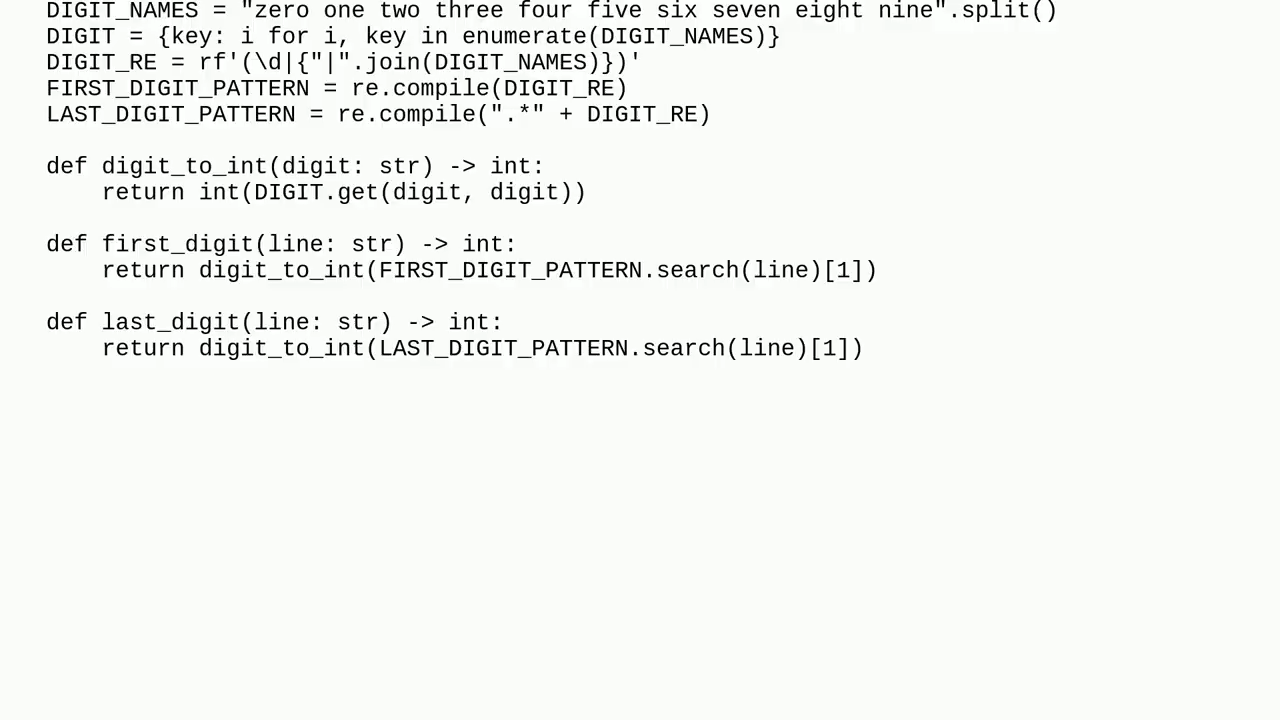 DIGIT_NAMES = "zero one two three four five six seven eight nine".split()
DIGIT = {key: i for i, key in enumerate(DIGIT_NAMES)}
DIGIT_RE = rf'(\d|{"|".join(DIGIT_NAMES)})'
FIRST_DIGIT_PATTERN = re.compile(DIGIT_RE)
LAST_DIGIT_PATTERN = re.compile(".*" + DIGIT_RE)

def digit_to_int(digit: str) -> int:
    return int(DIGIT.get(digit, digit))

def first_digit(line: str) -> int:
    return digit_to_int(FIRST_DIGIT_PATTERN.search(line)[1])

def last_digit(line: str) -> int:
    return digit_to_int(LAST_DIGIT_PATTERN.search(line)[1])